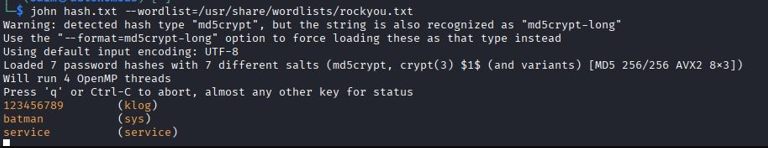 $ john hash.txt --wordlist=/usr/share/wordlists/rockyou.txt
Warning: detected hash type "md5crypt", but the string is also recognized as "md5crypt-long"
Use the "--format=md5crypt-long" option to force loading these as that type instead
Using default input encoding: UTF-8
Loaded 7 password hashes with 7 different salts (md5crypt, crypt(3) $1$ (and variants) [MD5 256/256 AVX2 8×3])
Will run 4 OpenMP threads
Press 'q' or Ctrl-C to abort, almost any other key for status
123456789 (klog)
batman (sys)
service (service)